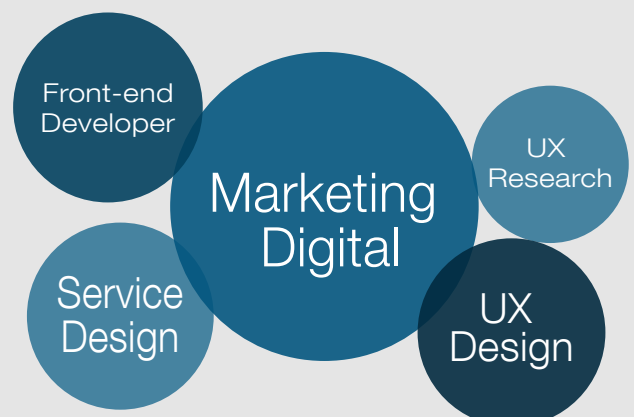 Front-end
Developer
Marketing
Digital
UX
Research
Service
Design
UX
Design